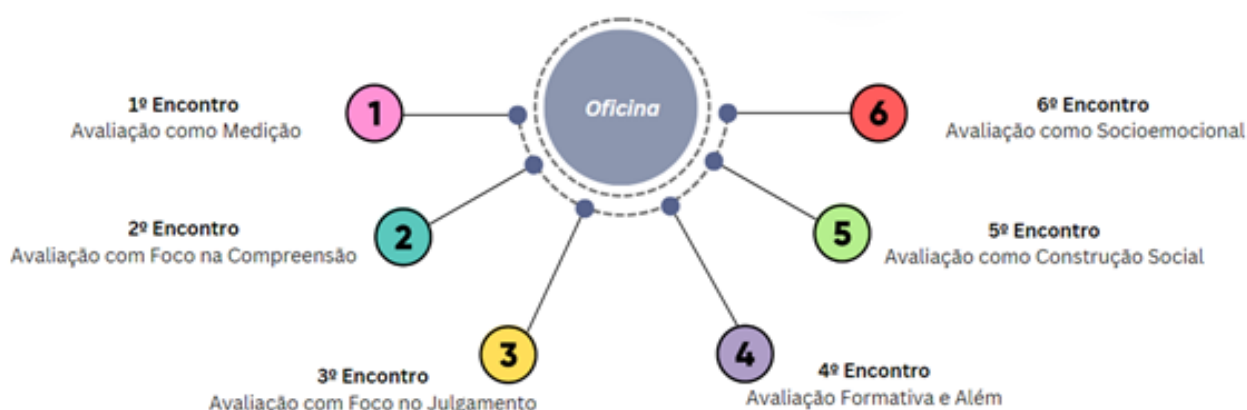 Oficina
1
1º Encontro
Avaliação como Medição
2
2º Encontro
Avaliação com Foco na Compreensão
3
3º Encontro
Avaliação com Foco no Julgamento
4
4º Encontro
Avaliação Formativa e Além
5
5º Encontro
Avaliação como Construção Social
6
6º Encontro
Avaliação como Socioemocional